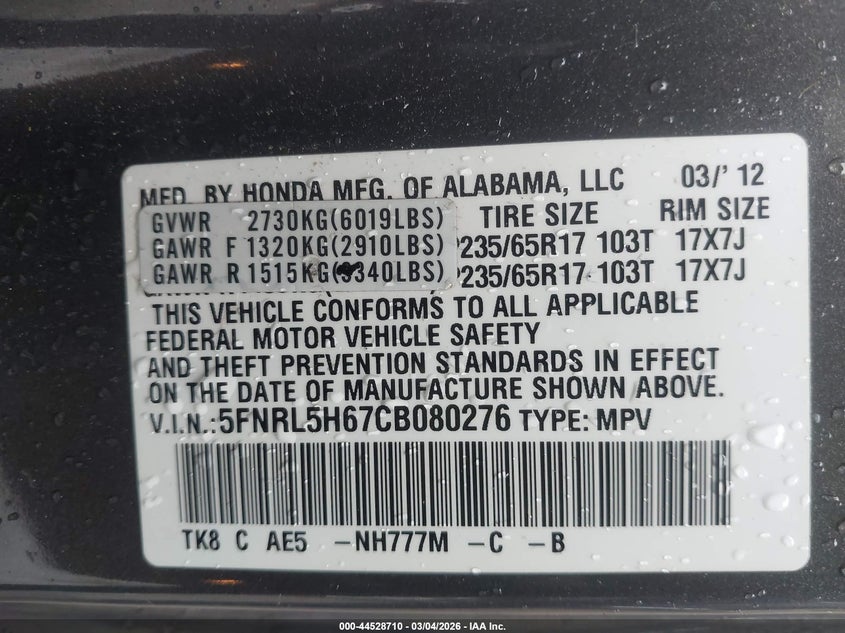 MFD. BY HONDA MFG. OF ALABAMA, LLC 03/' 12
GVWR 2730KG(6019LBS) TIRE SIZE RIM SIZE
GAWR F 1320KG(2910LBS) P235/65R17 103T 17X7J
GAWR R 1515KG(3340LBS) P235/65R17 103T 17X7J
THIS VEHICLE CONFORMS TO ALL APPLICABLE
FEDERAL MOTOR VEHICLE SAFETY
AND THEFT PREVENTION STANDARDS IN EFFECT
ON THE DATE OF MANUFACTURE SHOWN ABOVE.
V.I.N.:5FNRL5H67CB080276 TYPE: MPV
TK8 C AE5 -NH777M -C -B
000-44528710 - 03/04/2026 - IAA Inc.